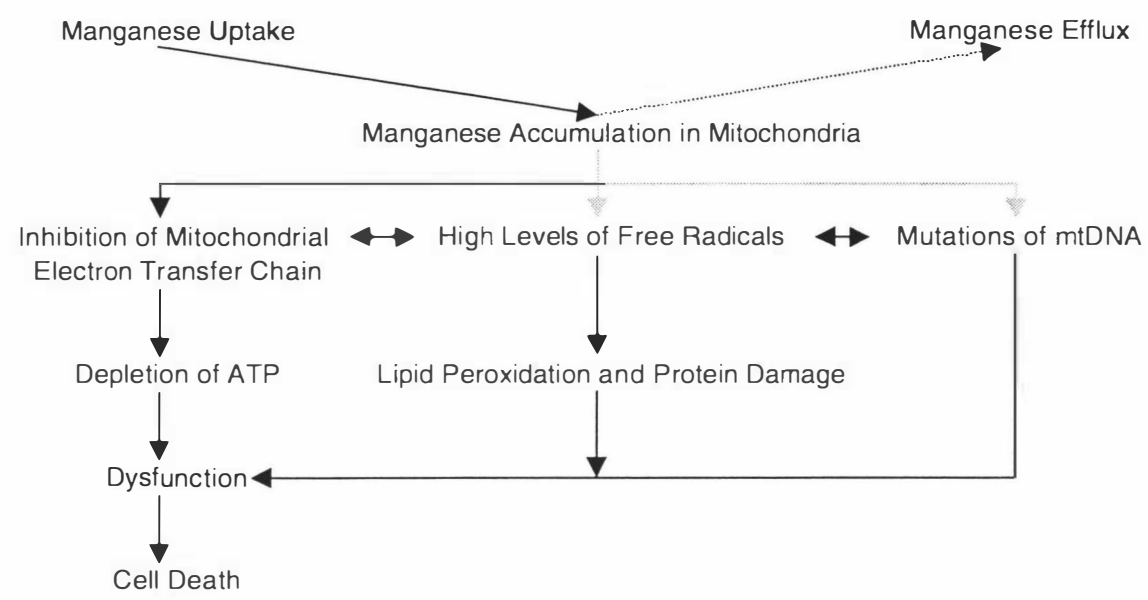 Manganese Uptake
Manganese Efflux
Manganese Accumulation in Mitochondria
Inhibition of Mitochondrial
Electron Transfer Chain
High Levels of Free Radicals
Mutations of mtDNA
Depletion of ATP
Lipid Peroxidation and Protein Damage
Dysfunction
Cell Death